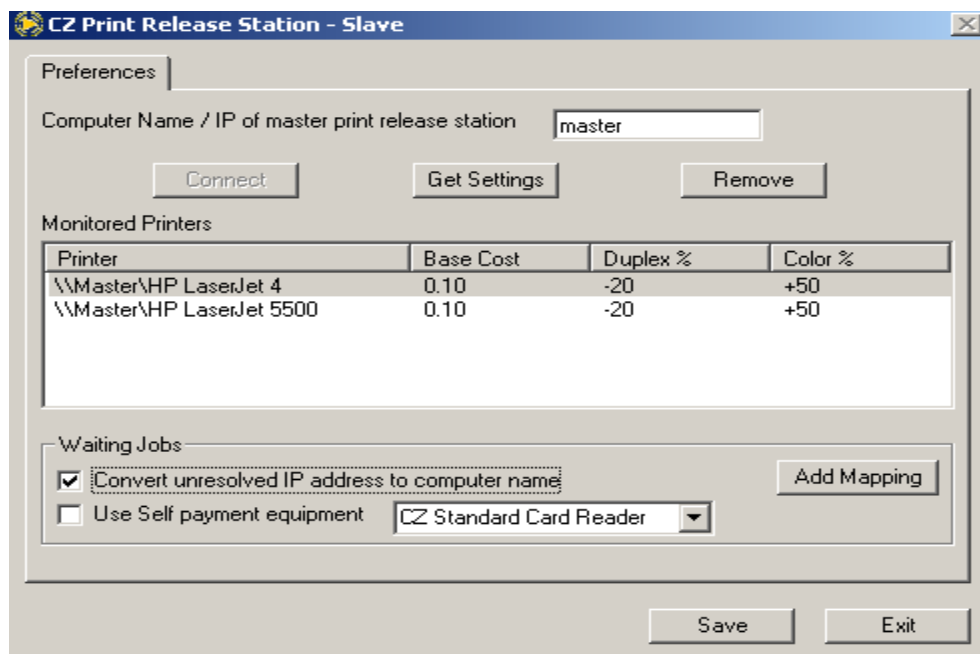 CZ Print Release Station - Slave
Preferences
Computer Name / IP of master print release station master
Connect Get Settings Remove
Monitored Printers
Printer Base Cost Duplex % Color %
\\Master\HP LaserJet 4 0.10 -20 +50
\\Master\HP LaserJet 5500 0.10 -20 +50
Waiting Jobs
Convert unresolved IP address to computer name Add Mapping
Use Self payment equipment CZ Standard Card Reader
Save Exit